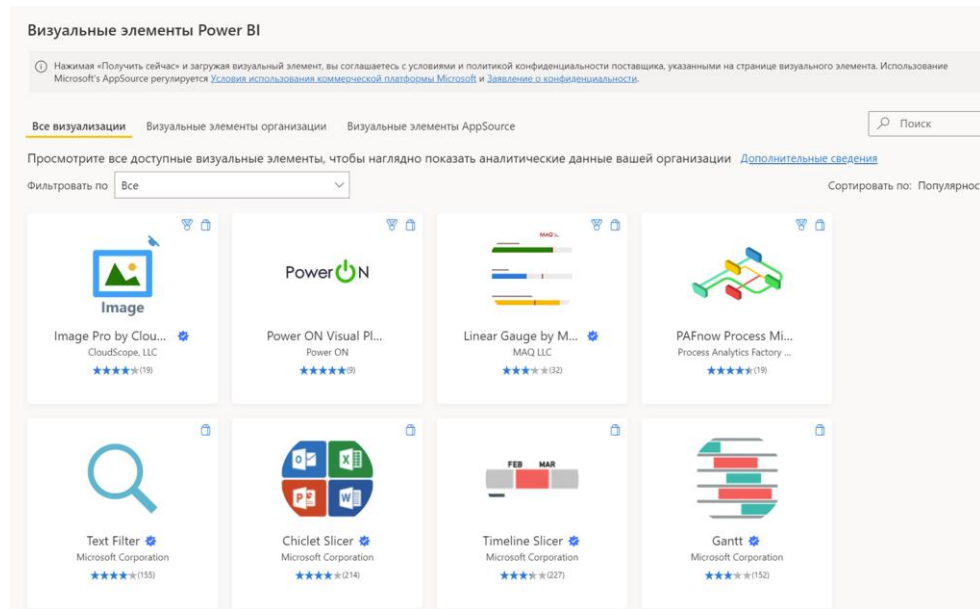 Визуальные элементы Power BI
Нажимая «Получить сейчас» и загружая визуальный элемент, вы соглашаетесь с условиями и политикой конфиденциальности поставщика, указанными на странице визуального элемента. Использование
Microsoft's AppSource регулируется Условия использования коммерческой платформы Microsoft и Заявление о конфиденциальности.
Все визуализации Визуальные элементы организации Визуальные элементы AppSource
Поиск
Просмотрите все доступные визуальные элементы, чтобы наглядно показать аналитические данные вашей организации Дополнительные сведения
Фильтровать по Все
Сортировать по: Популярнос
Image
PowerON
MAQ
Image Pro by Clou...
Power ON Visual Pl...
Linear Gauge by M...
PAFnow Process Mi...
CloudScope, LLC
Power ON
MAQ LLC
Process Analytics Factory ...
(19)
(9)
(32)
(19)
FEB MAR
Text Filter
Chiclet Slicer
Timeline Slicer
Gantt
Microsoft Corporation
Microsoft Corporation
Microsoft Corporation
Microsoft Corporation
(155)
(214)
(227)
(152)